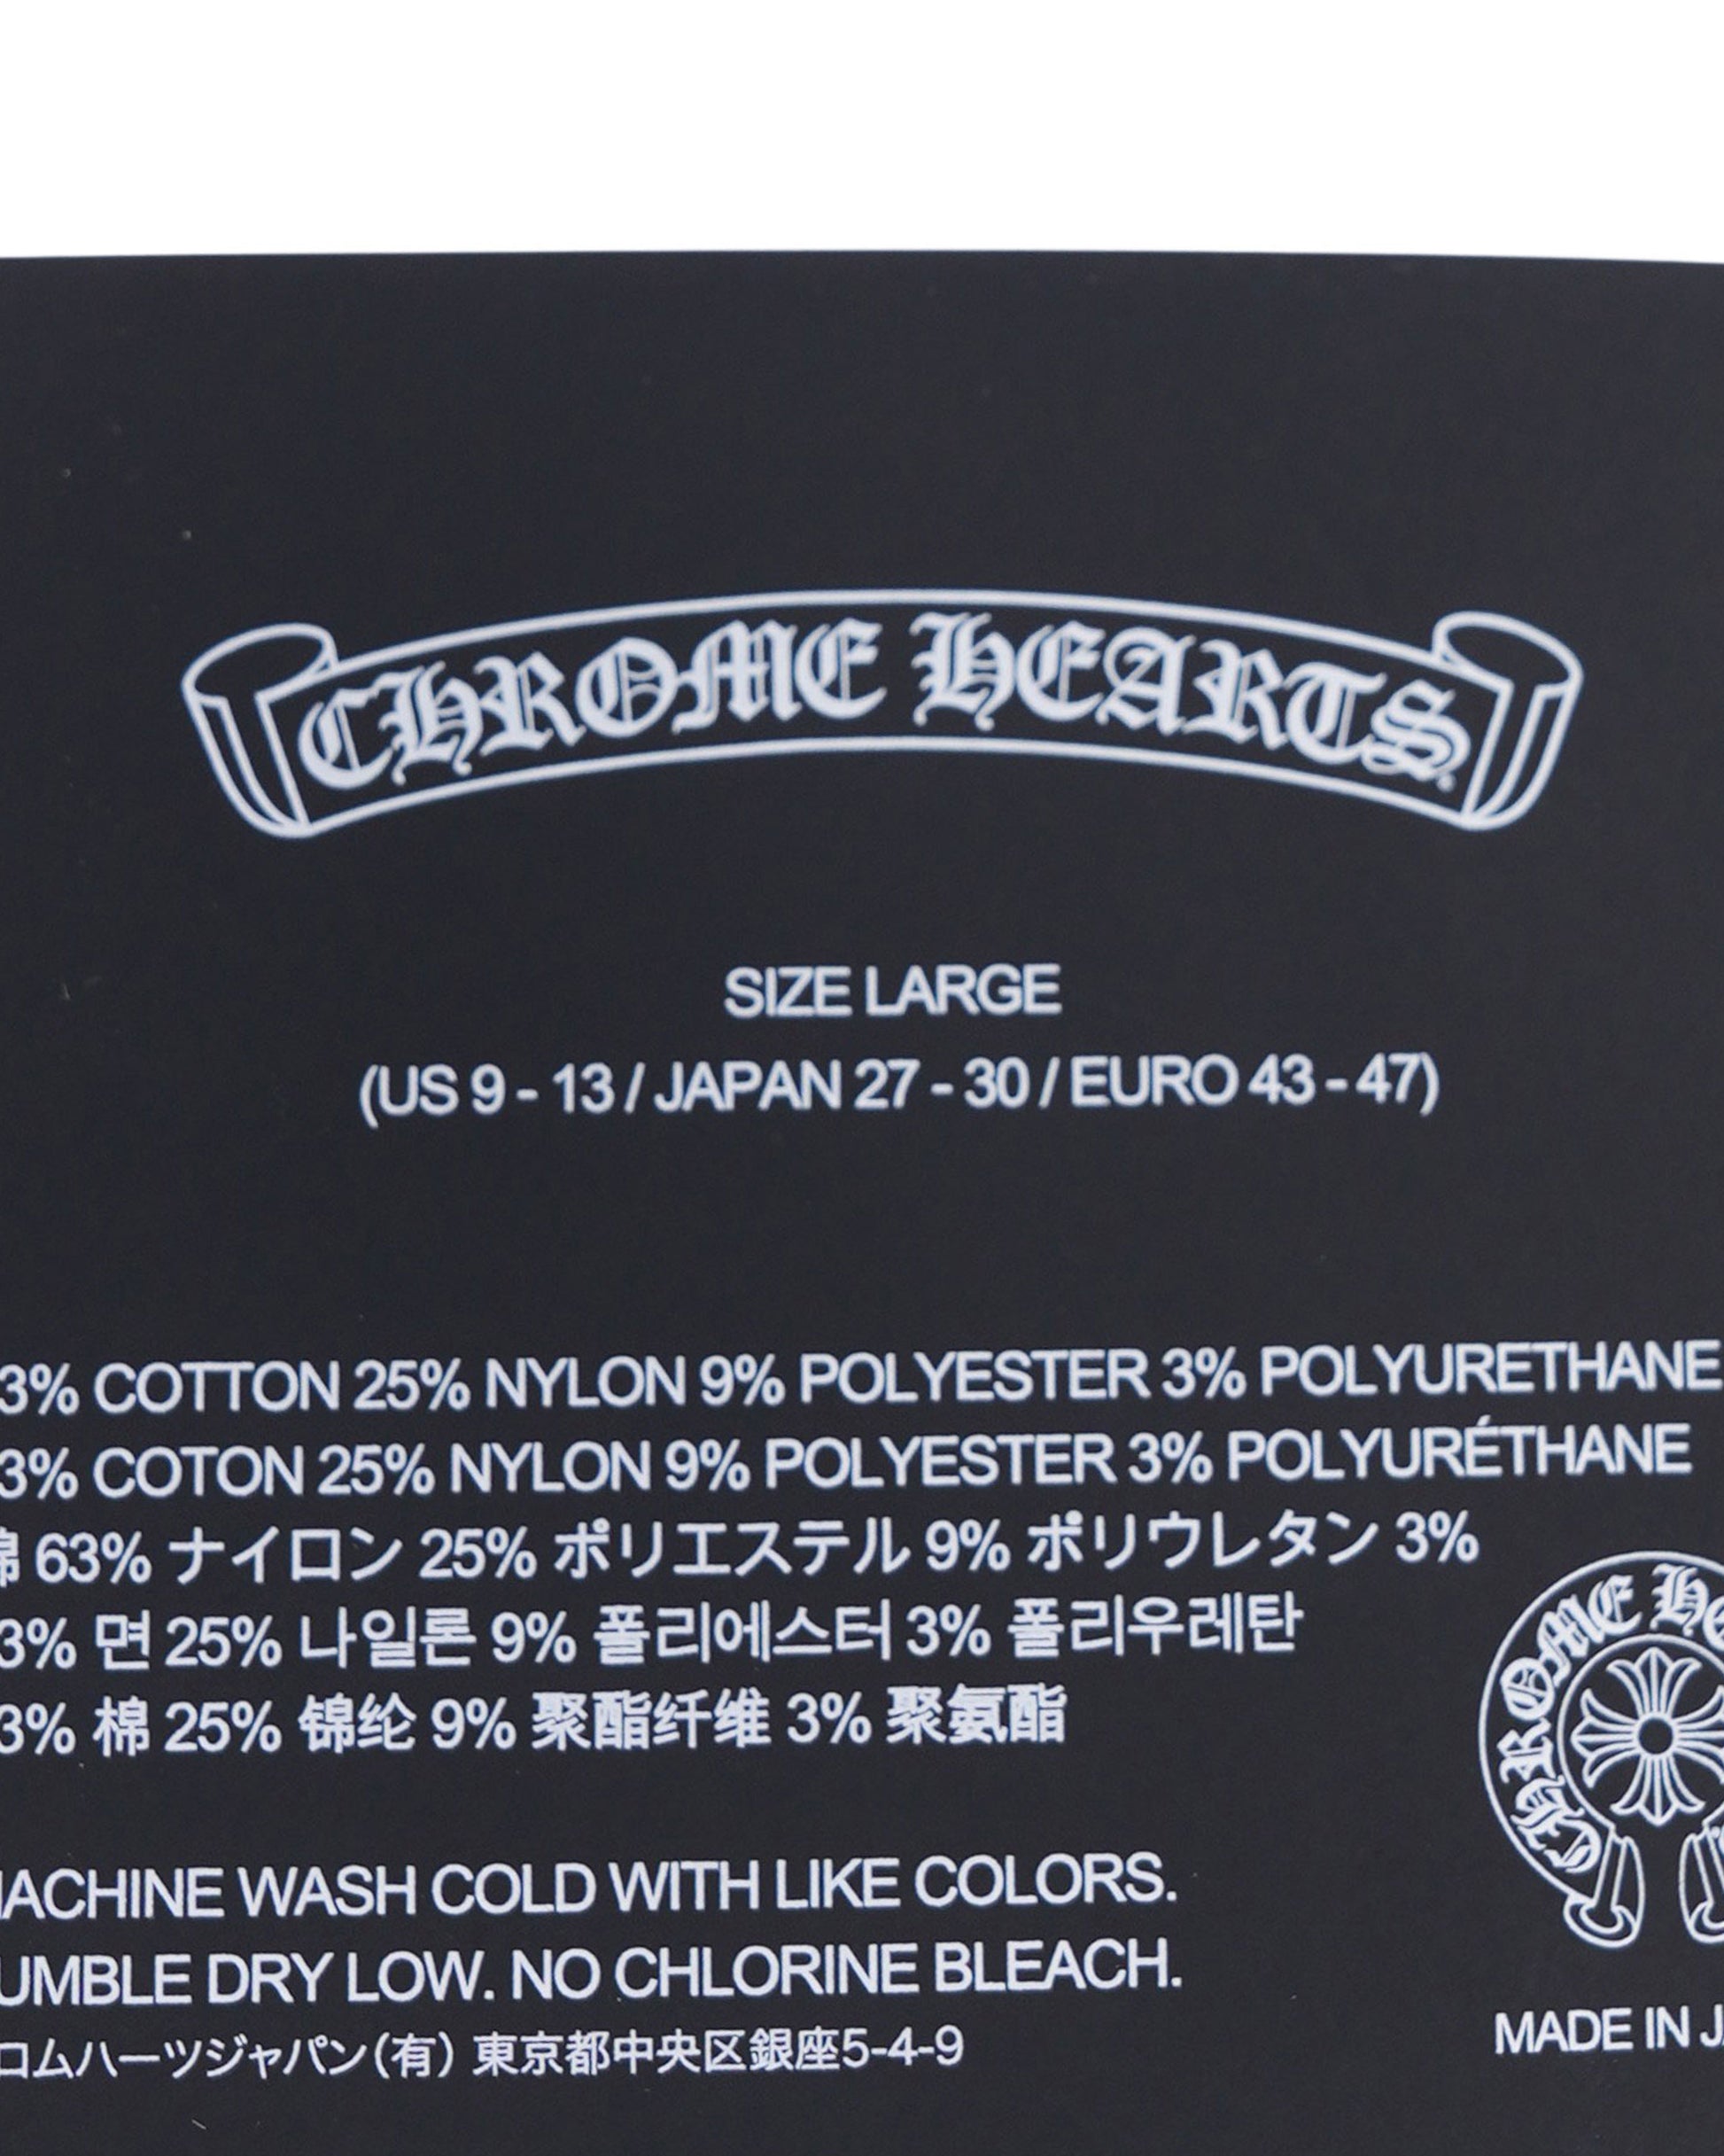 CHROME HEARTS
SIZE LARGE
(US 9 - 13 / JAPAN 27 - 30 / EURO 43 - 47)
3% COTTON 25% NYLON 9% POLYESTER 3% POLYURETHANE
3% COTON 25% NYLON 9% POLYESTER 3% POLYURÉTHANE
綿 63% ナイロン 25% ポリエステル 9% ポリウレタン 3%
3% 면 25% 나일론 9% 폴리에스터 3% 폴리우레탄
3% 棉 25% 锦纶 9% 聚酯纤维 3% 聚氨酯
CHROME HE
MACHINE WASH COLD WITH LIKE COLORS.
UMBLE DRY LOW. NO CHLORINE BLEACH.
ロムハーツジャパン(有) 東京都中央区銀座5-4-9
MADE IN J